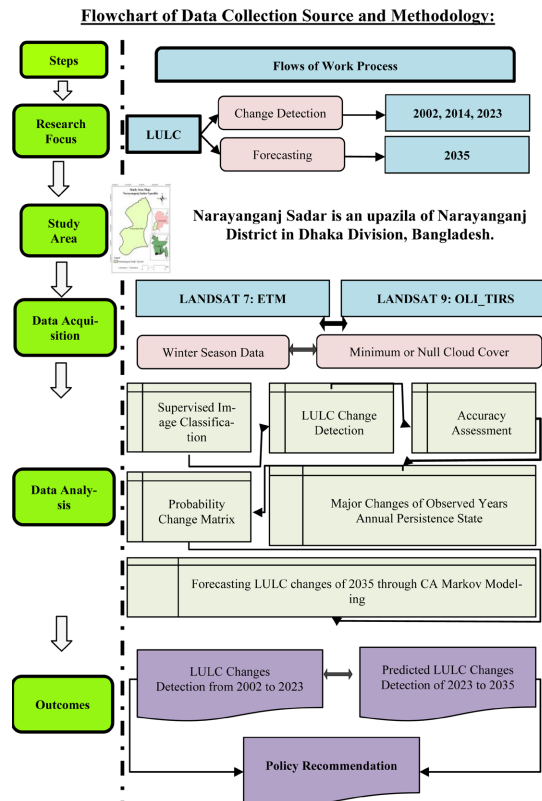 Flowchart of Data Collection Source and Methodology:
Steps
Flows of Work Process
Research
Focus
LULC
Change Detection
2002, 2014, 2023
Forecasting
2035
Study
Area
Narayanganj Sadar is an upazila of Narayanganj
District in Dhaka Division, Bangladesh.
Data Acqui-
sition
LANDSAT 7: ETM
LANDSAT 9: OLI_TIRS
Winter Season Data
Minimum or Null Cloud Cover
Data Analy-
sis
Supervised Im-
age Classifica-
tion
LULC Change
Detection
Accuracy
Assessment
Probability
Change Matrix
Major Changes of Observed Years
Annual Persistence State
Forecasting LULC changes of 2035 through CA Markov Model-
ing
Outcomes
LULC Changes
Detection from 2002 to 2023
Predicted LULC Changes
Detection of 2023 to 2035
Policy Recommendation